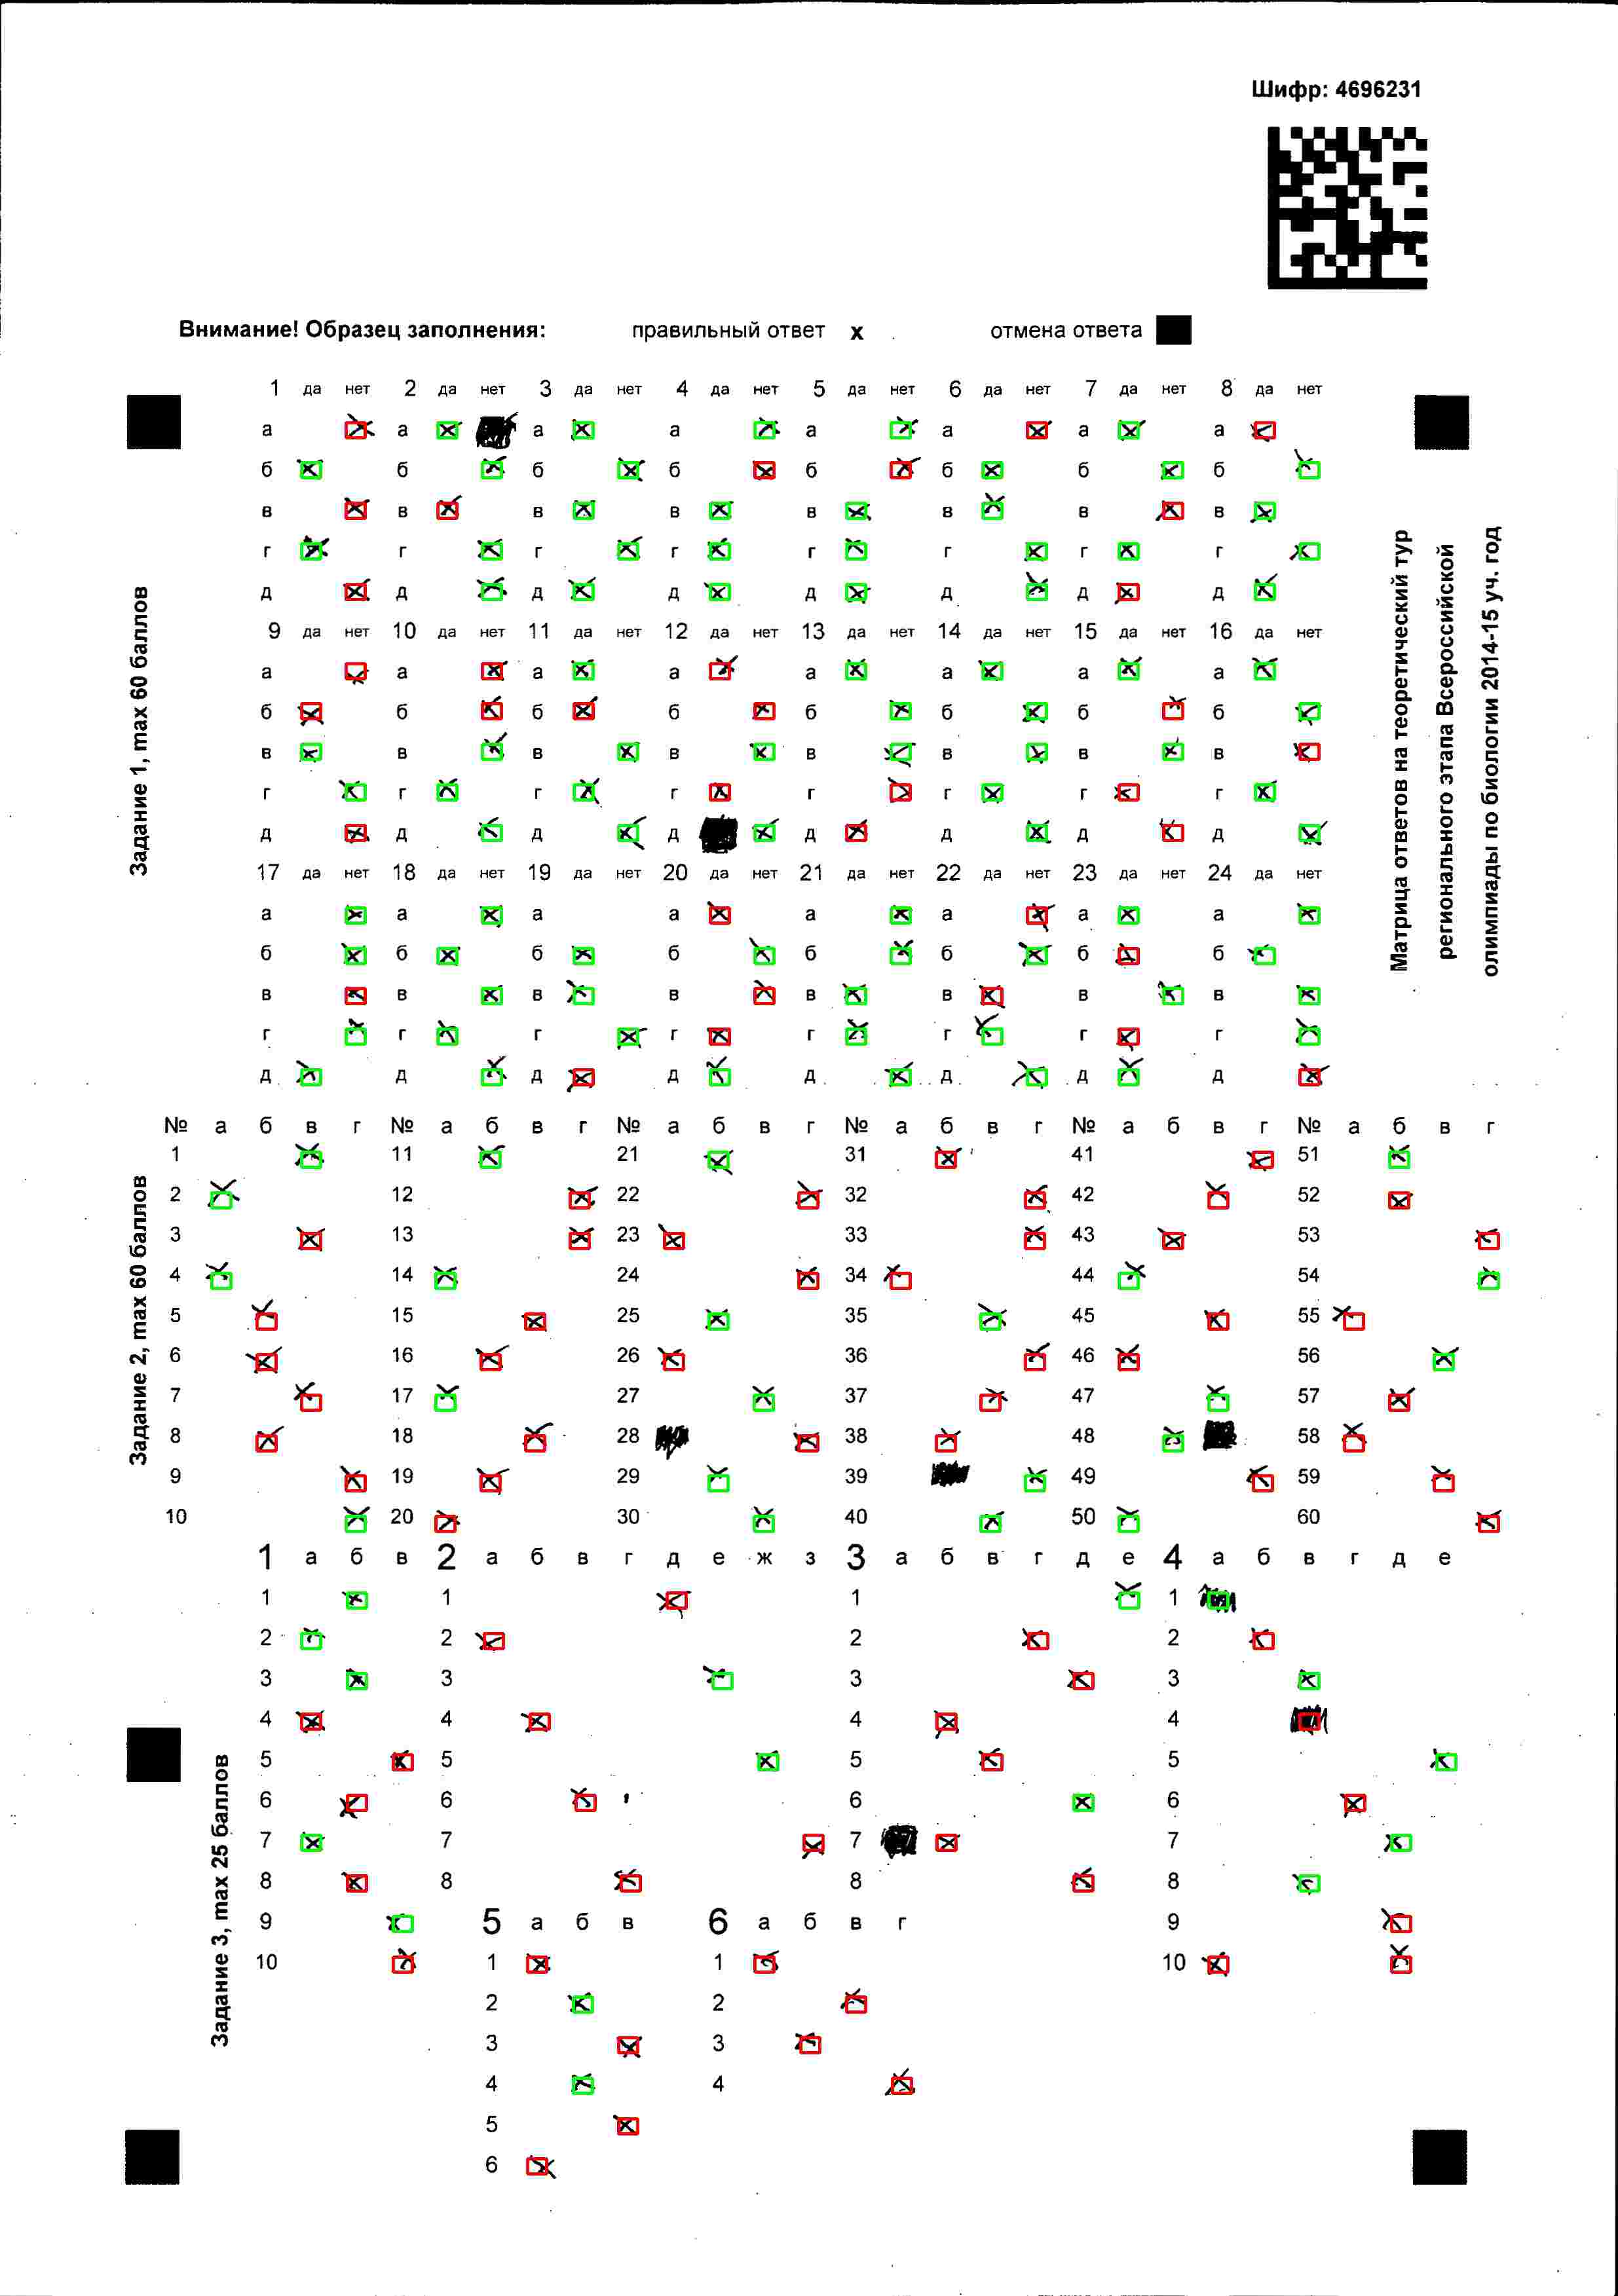 Шифр: 4696231
Внимание! Образец заполнения: правильный ответ х отмена ответа
1 да нет 2 да нет 3 да нет 4 да нет 5 да нет 6 да нет 7 да нет 8 да нет
а а а а а а а а
б б б б б б б б
в в в в в в в в
г г г г г г г г
д д д д д д д д
9 да нет 10 да нет 11 да нет 12 да нет 13 да нет 14 да нет 15 да нет 16 да нет
а а а а а а а а
б б б б б б б б
в в в в в в в в
г г г г г г г г
д д д д д д д д
17 да нет 18 да нет 19 да нет 20 да нет 21 да нет 22 да нет 23 да нет 24 да нет
а а а а а а а а
б б б б б б б б
в в в в в в в в
г г г г г г г г
д д д д д д д д
Задание 1, max 60 баллов
Матрица ответов на теоретический тур
регионального этапа Всероссийской
олимпиады по биологии 2014-15 уч. год
№ а б в г № а б в г № а б в г № а б в г № а б в г № а б в г
1 11 21 31 41 51
2 12 22 32 42 52
3 13 23 33 43 53
4 14 24 34 44 54
5 15 25 35 45 55
6 16 26 36 46 56
7 17 27 37 47 57
8 18 28 38 48 58
9 19 29 39 49 59
10 20 30 40 50 60
Задание 2, max 60 баллов
1 а б в 2 а б в г д е ж з 3 а б в г д е 4 а б в г д е
1 1 1 1
2 2 2 2
3 3 3 3
4 4 4 4
5 5 5 5
6 6 6 6
7 7 7 7
8 8 8 8
9 5 а б в 6 а б в г 9
10 1 1 10
2 2
3 3
4 4
5
6
Задание 3, max 25 баллов